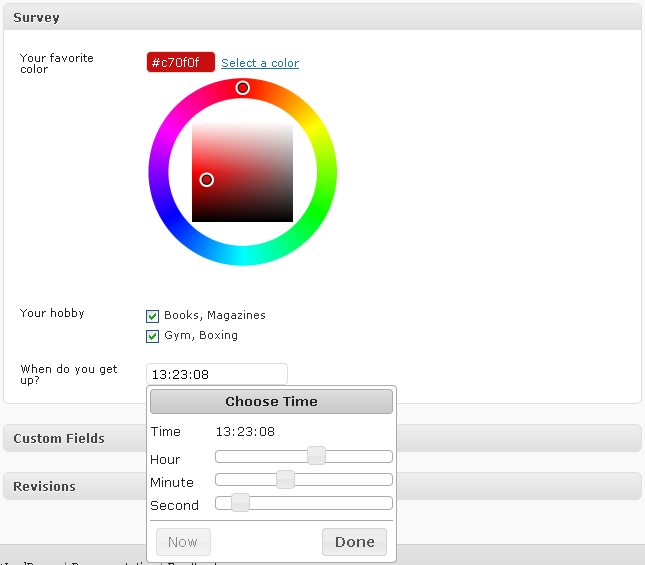 Survey
Your favorite
color
#c70f0f
Select a color
Your hobby
Books, Magazines
Gym, Boxing
When do you get
up?
13:23:08
Choose Time
Time 13:23:08
Hour
Minute
Second
Now Done
Custom Fields
Revisions